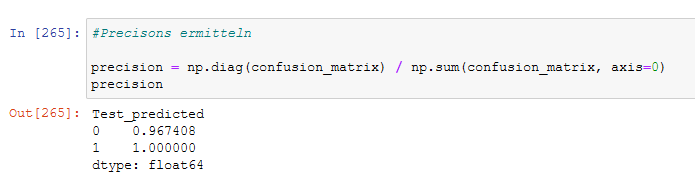 In [265]: #Precisons ermitteln
precision = np.diag(confusion_matrix) / np.sum(confusion_matrix, axis=0)
precision
Out[265]: Test_predicted
0    0.967408
1    1.000000
dtype: float64